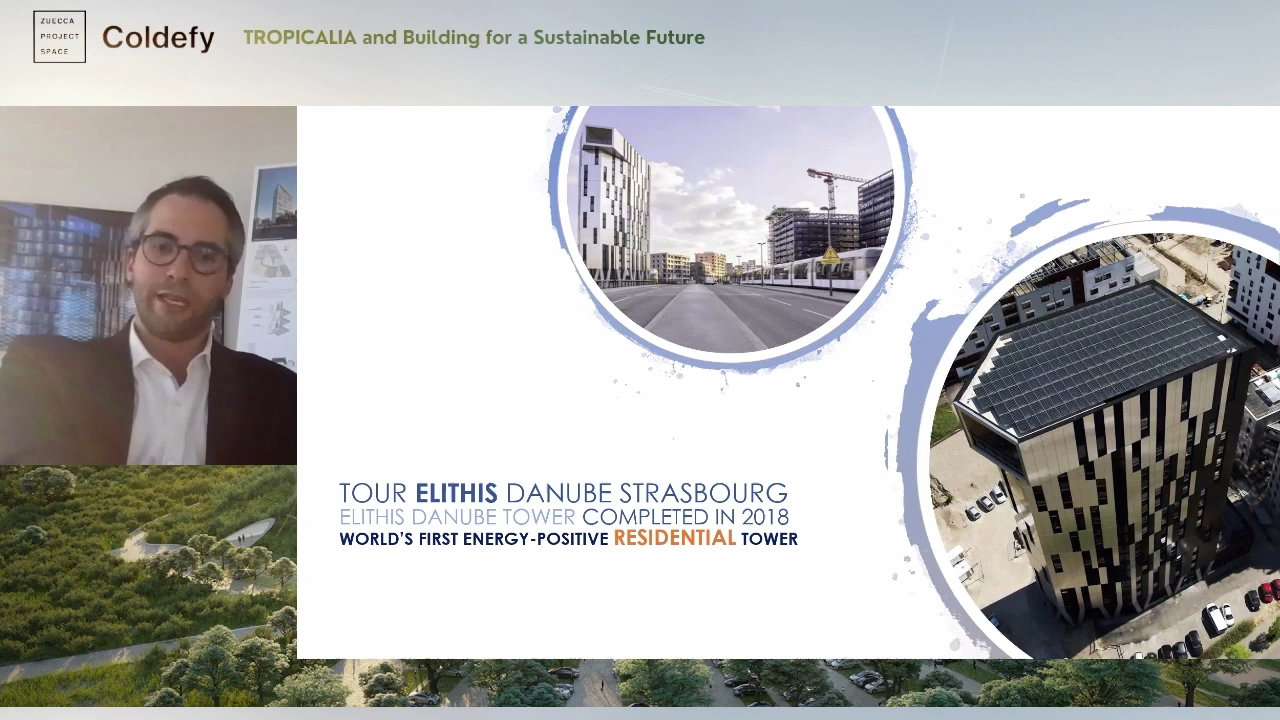 ZUECCA
PROJECT
SPACE
Coldefy
TROPICALIA and Building for a Sustainable Future
TOUR ELITHIS DANUBE STRASBOURG
ELITHIS DANUBE TOWER COMPLETED IN 2018
WORLD'S FIRST ENERGY-POSITIVE RESIDENTIAL TOWER